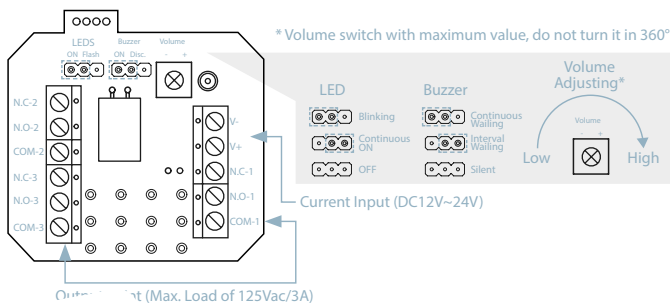 * Volume switch with maximum value, do not turn it in 360°
LEDS Buzzer Volume
ON Flash ON Disc. - +
N.C-2
N.O-2
COM-2
N.C-3
N.O-3
COM-3
V-
V+
N.C-1
N.O-1
COM-1
LED
Blinking
Continuous
ON
OFF
Buzzer
Continuous
Wailing
Interval
Wailing
Silent
Volume
Adjusting*
Volume
- +
Low High
Current Input (DC12V~24V)
(Max. Load of 125Vac/3A)